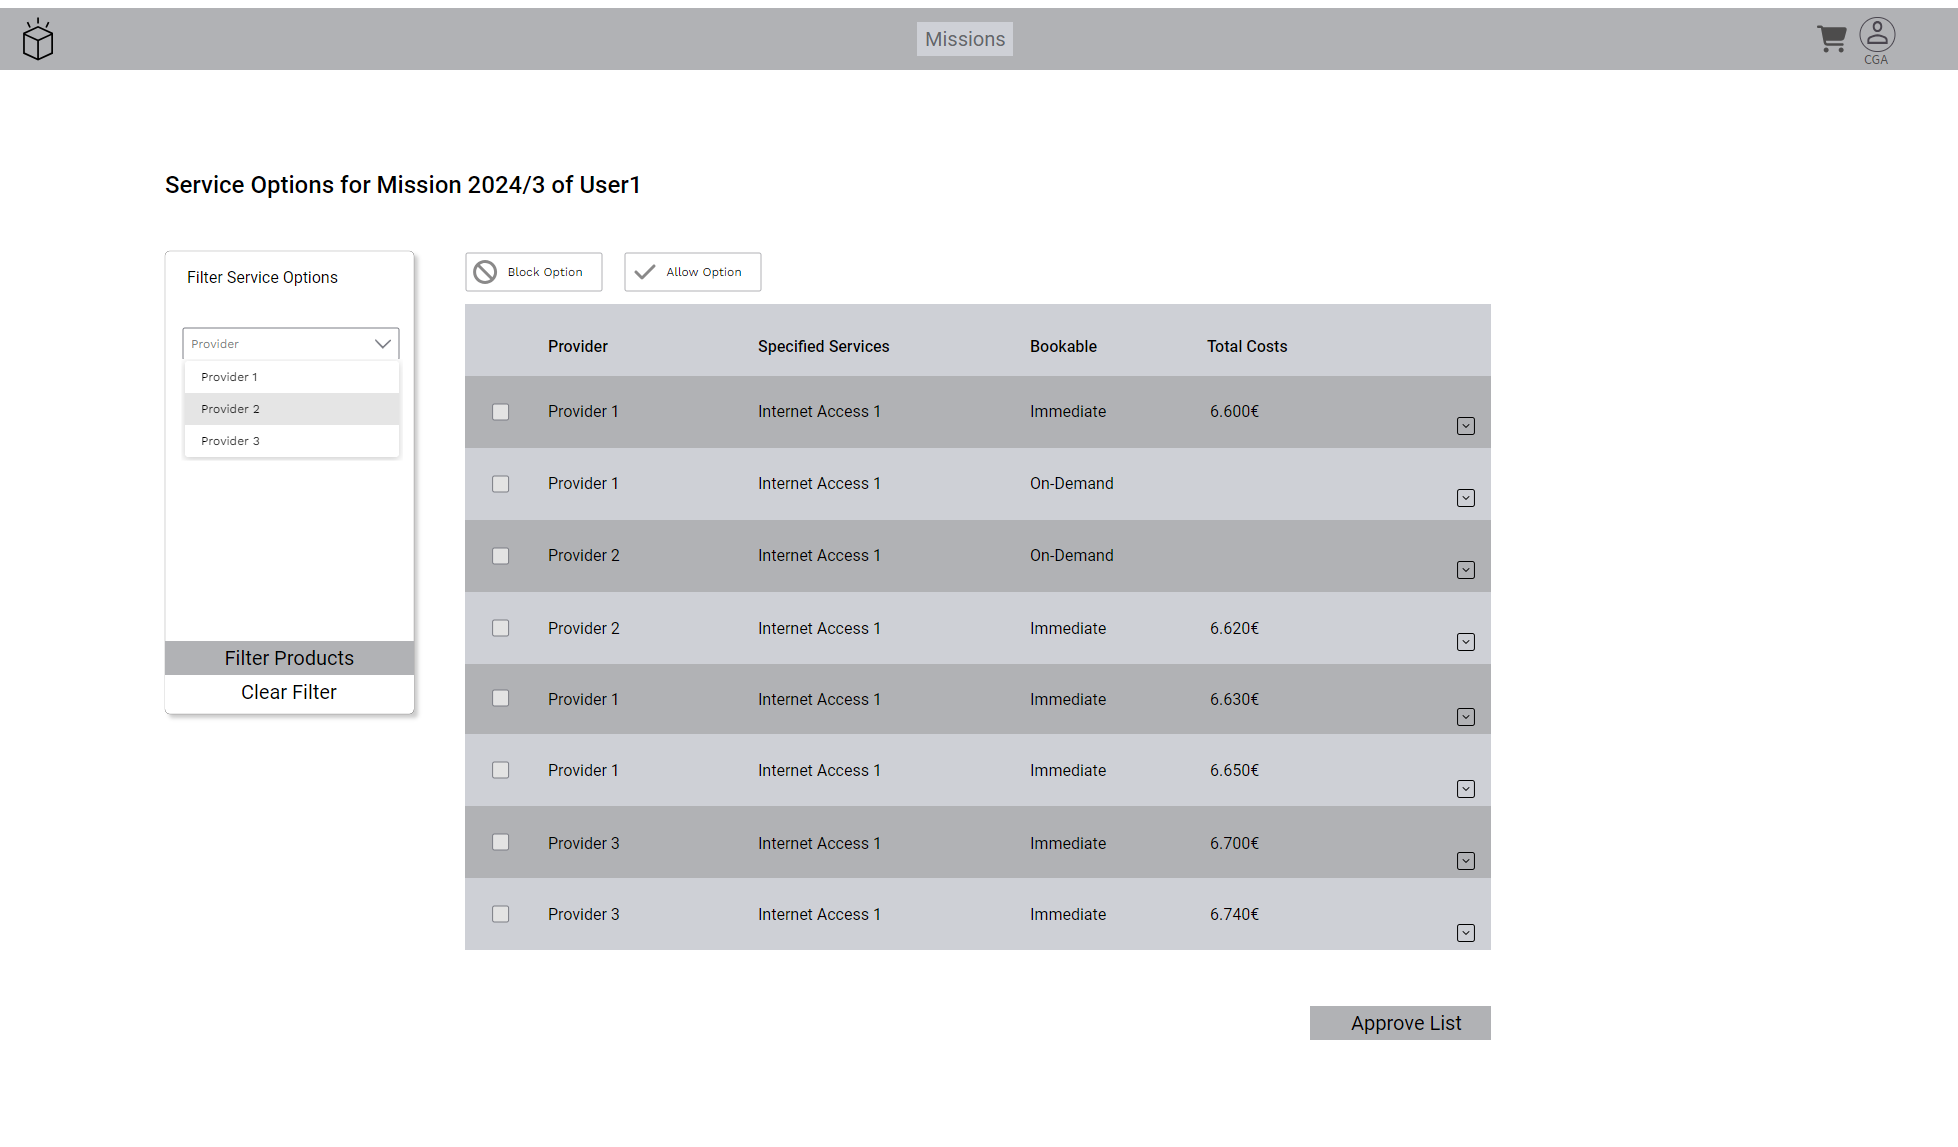 Missions
CGA
Service Options for Mission 2024/3 of User1
Filter Service Options
Provider
Provider 1
Provider 2
Provider 3
Filter Products
Clear Filter
Block Option
Allow Option
Provider Specified Services Bookable Total Costs
Provider 1 Internet Access 1 Immediate 6.600€
Provider 1 Internet Access 1 On-Demand
Provider 2 Internet Access 1 On-Demand
Provider 2 Internet Access 1 Immediate 6.620€
Provider 1 Internet Access 1 Immediate 6.630€
Provider 1 Internet Access 1 Immediate 6.650€
Provider 3 Internet Access 1 Immediate 6.700€
Provider 3 Internet Access 1 Immediate 6.740€
Approve List